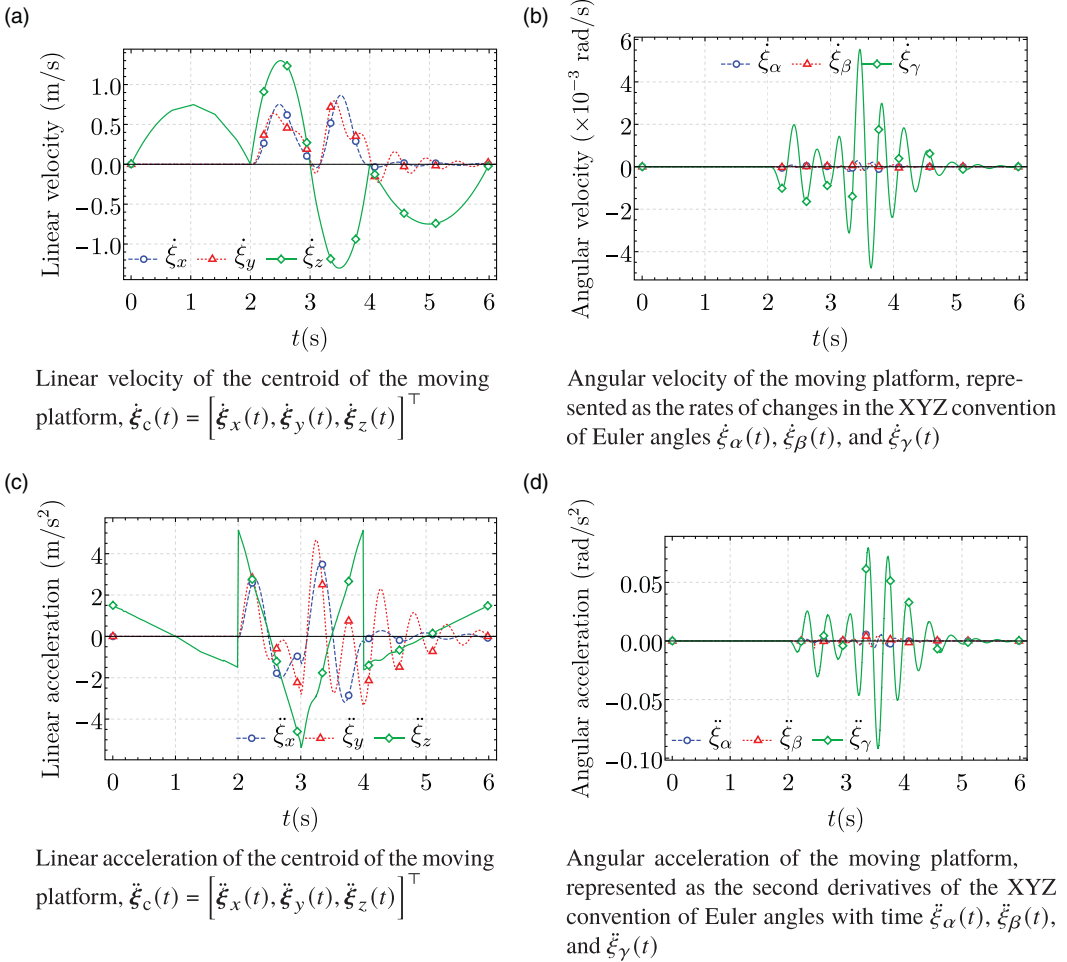 (a)
Linear velocity (m/s)
1.0
0.5
0.0
−0.5
−1.0
ξ̇x ξ̇y ξ̇z
0 1 2 3 4 5 6
t(s)
Linear velocity of the centroid of the moving
platform, ξ̇c(t) = [ξ̇x(t), ξ̇y(t), ξ̇z(t)]⊤
(b)
Angular velocity (×10−3 rad/s)
6
4
2
0
−2
−4
ξ̇α ξ̇β ξ̇γ
0 1 2 3 4 5 6
t(s)
Angular velocity of the moving platform, repre-
sented as the rates of changes in the XYZ convention
of Euler angles ξ̇α(t), ξ̇β(t), and ξ̇γ(t)
(c)
Linear acceleration (m/s2)
4
2
0
−2
−4
ξ̈x ξ̈y ξ̈z
0 1 2 3 4 5 6
t(s)
Linear acceleration of the centroid of the moving
platform, ξ̈c(t) = [ξ̈x(t), ξ̈y(t), ξ̈z(t)]⊤
(d)
Angular acceleration (rad/s2)
0.05
0.00
−0.05
−0.10
ξ̈α ξ̈β ξ̈γ
0 1 2 3 4 5 6
t(s)
Angular acceleration of the moving platform,
represented as the second derivatives of the XYZ
convention of Euler angles with time ξ̈α(t), ξ̈β(t),
and ξ̈γ(t)